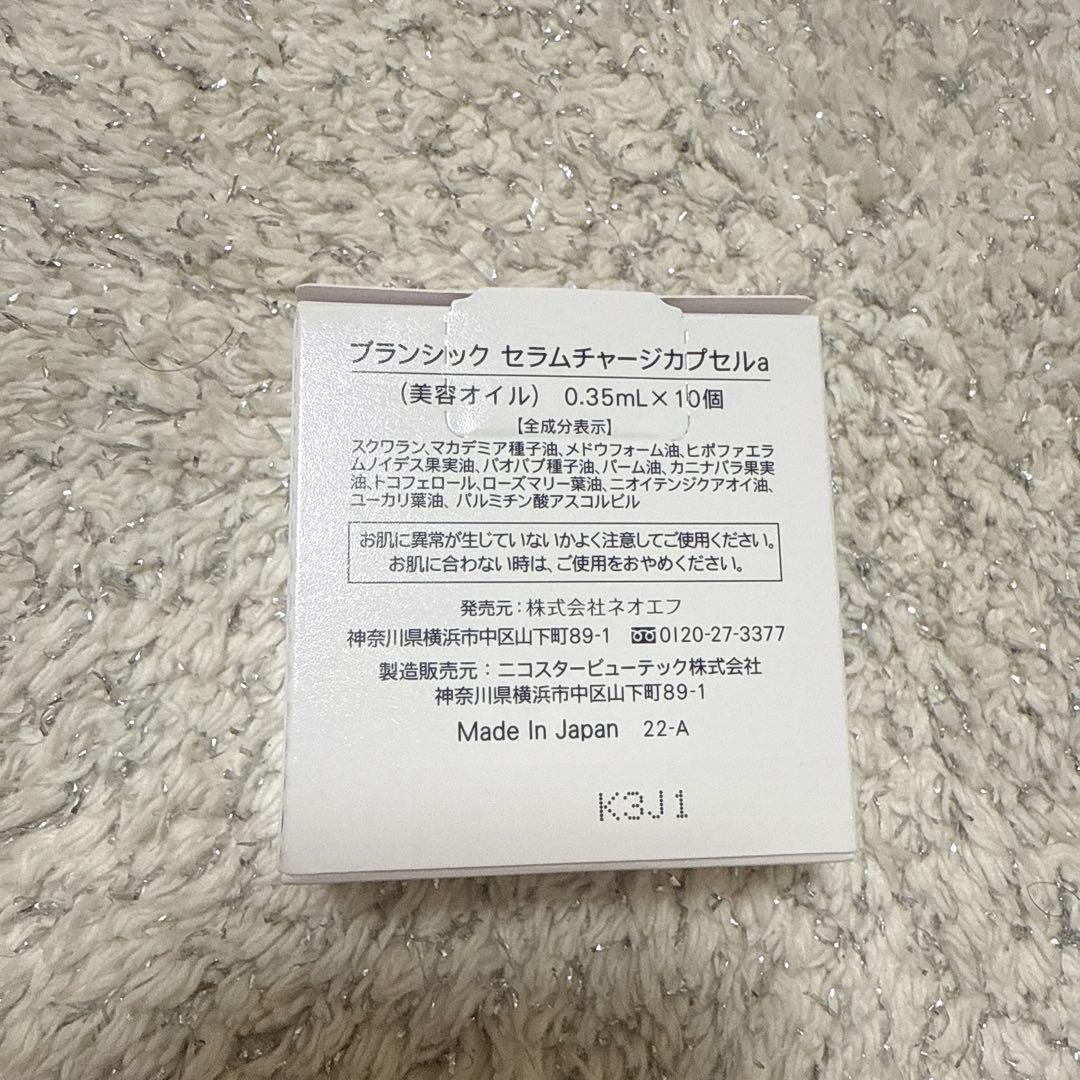 ブランシック セラムチャージカプセルa
（美容オイル） 0.35mL×10個
【全成分表示】
スクワラン、マカデミア種子油、メドウフォーム油、ヒポファエラ
ムノイデス果実油、バオバブ種子油、パーム油、カニナバラ果実
油、トコフェロール、ローズマリー葉油、ニオイテンジクアオイ油、
ユーカリ葉油、パルミチン酸アスコルビル
お肌に異常が生じていないかよく注意してご使用ください。
お肌に合わない時は、ご使用をおやめください。
発売元：株式会社ネオエフ
神奈川県横浜市中区山下町89-1 0120-27-3377
製造販売元：ニコスタービューテック株式会社
神奈川県横浜市中区山下町89-1
Made In Japan 22-A
K3J1